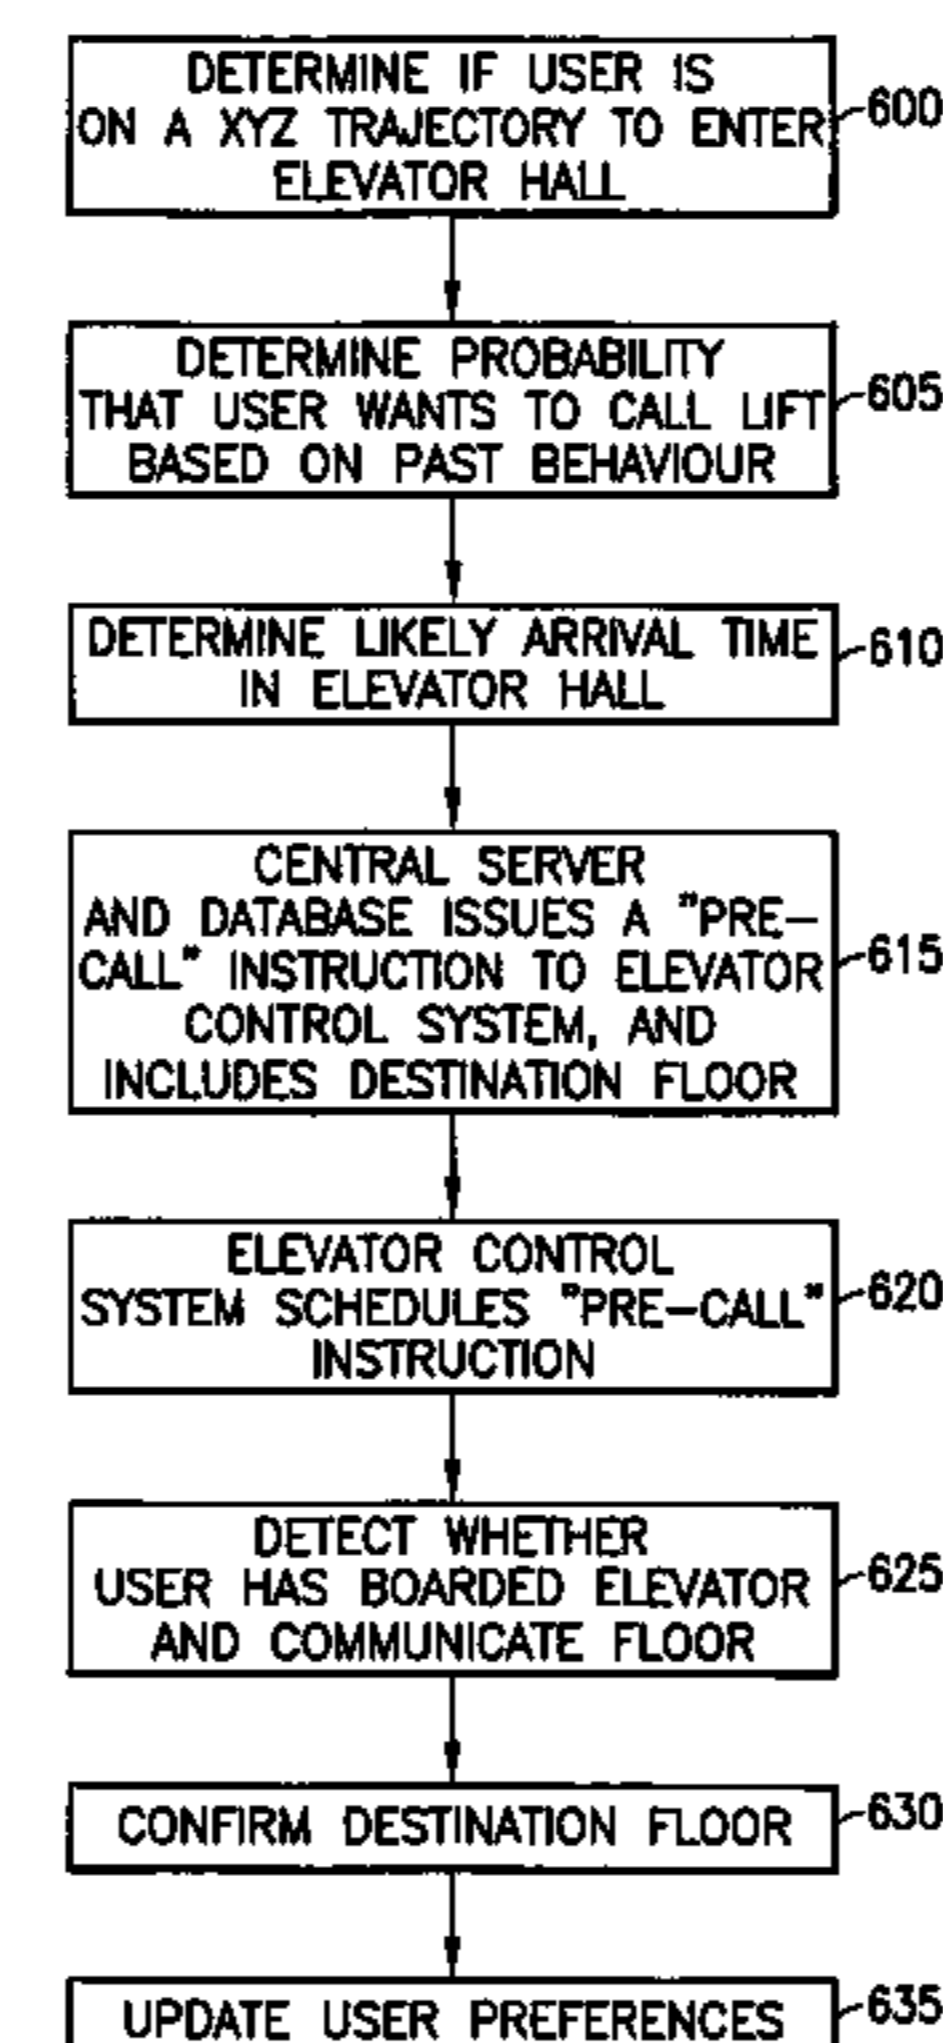 DETERMINE IF USER IS
ON A XYZ TRAJECTORY TO ENTER
ELEVATOR HALL
600
DETERMINE PROBABILITY
THAT USER WANTS TO CALL LIFT
BASED ON PAST BEHAVIOUR
605
DETERMINE LIKELY ARRIVAL TIME
IN ELEVATOR HALL
610
CENTRAL SERVER
AND DATABASE ISSUES A "PRE-
CALL" INSTRUCTION TO ELEVATOR
CONTROL SYSTEM, AND
INCLUDES DESTINATION FLOOR
615
ELEVATOR CONTROL
SYSTEM SCHEDULES "PRE-CALL"
INSTRUCTION
620
DETECT WHETHER
USER HAS BOARDED ELEVATOR
AND COMMUNICATE FLOOR
625
CONFIRM DESTINATION FLOOR
630
UPDATE USER PREFERENCES
635